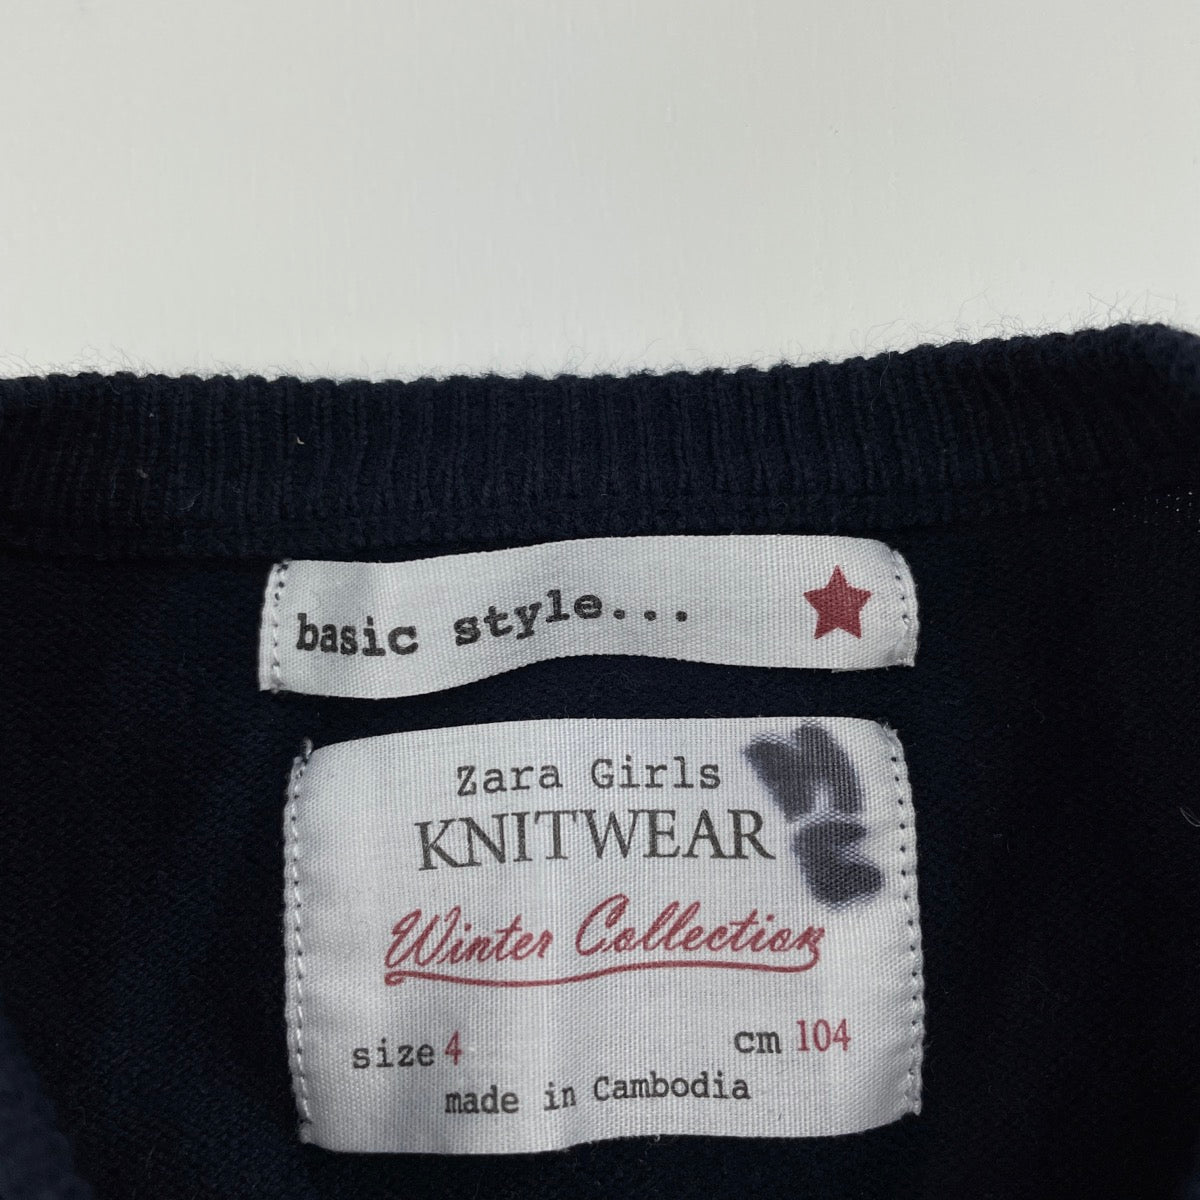 basic style...
Zara Girls
KNITWEAR
Winter Collection
size 4 cm 104
made in Cambodia